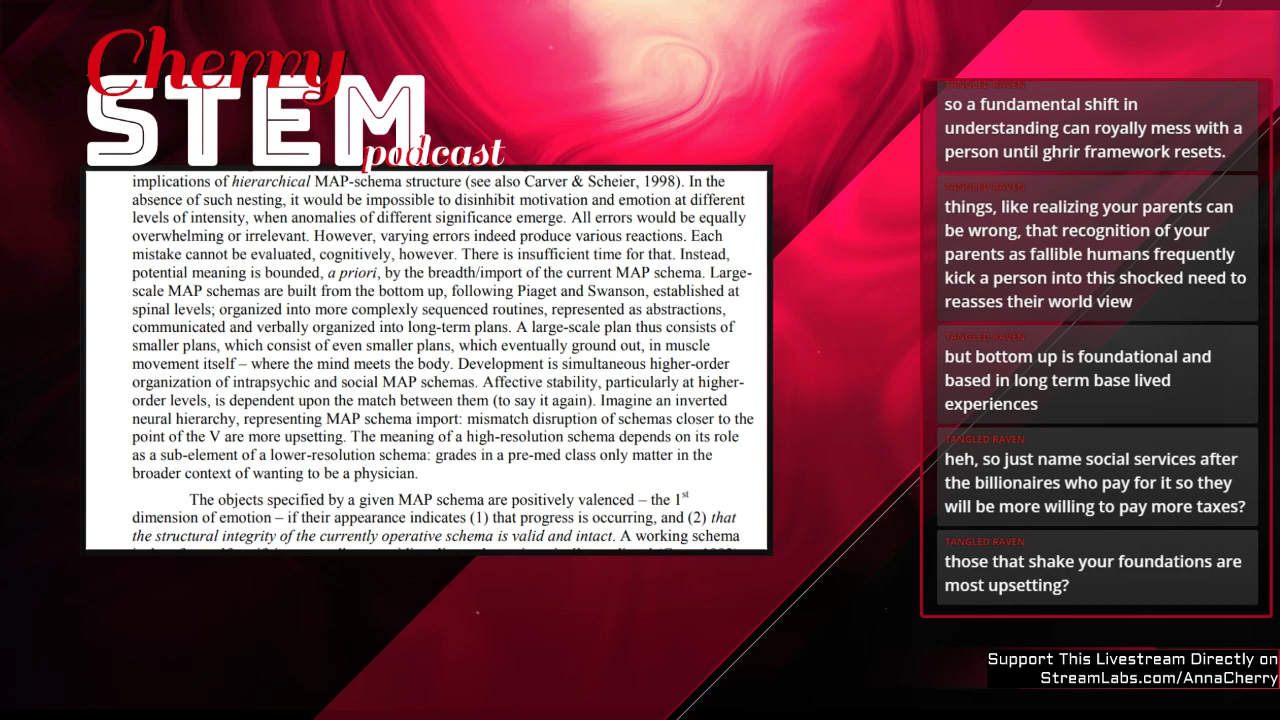 Cherry
STEM
podcast
implications of hierarchical MAP-schema structure (see also Carver & Scheier, 1998). In the
absence of such nesting, it would be impossible to disinhibit motivation and emotion at different
levels of intensity, when anomalies of different significance emerge. All errors would be equally
overwhelming or irrelevant. However, varying errors indeed produce various reactions. Each
mistake cannot be evaluated, cognitively, however. There is insufficient time for that. Instead,
potential meaning is bounded, a priori, by the breadth/import of the current MAP schema. Large-
scale MAP schemas are built from the bottom up, following Piaget and Swanson, established at
spinal levels; organized into more complexly sequenced routines, represented as abstractions,
communicated and verbally organized into long-term plans. A large-scale plan thus consists of
smaller plans, which consist of even smaller plans, which eventually ground out, in muscle
movement itself – where the mind meets the body. Development is simultaneous higher-order
organization of intrapsychic and social MAP schemas. Affective stability, particularly at higher-
order levels, is dependent upon the match between them (to say it again). Imagine an inverted
neural hierarchy, representing MAP schema import: mismatch disruption of schemas closer to the
point of the V are more upsetting. The meaning of a high-resolution schema depends on its role
as a sub-element of a lower-resolution schema: grades in a pre-med class only matter in the
broader context of wanting to be a physician.
The objects specified by a given MAP schema are positively valenced – the 1st
dimension of emotion – if their appearance indicates (1) that progress is occurring, and (2) that
the structural integrity of the currently operative schema is valid and intact. A working schema
TANGLED RAVEN
so a fundamental shift in
understanding can royally mess with a
person until ghrir framework resets.
TANGLED RAVEN
things, like realizing your parents can
be wrong, that recognition of your
parents as fallible humans frequently
kick a person into this shocked need to
reasses their world view
TANGLED RAVEN
but bottom up is foundational and
based in long term base lived
experiences
TANGLED RAVEN
heh, so just name social services after
the billionaires who pay for it so they
will be more willing to pay more taxes?
TANGLED RAVEN
those that shake your foundations are
most upsetting?
Support This Livestream Directly on
StreamLabs.com/AnnaCherry